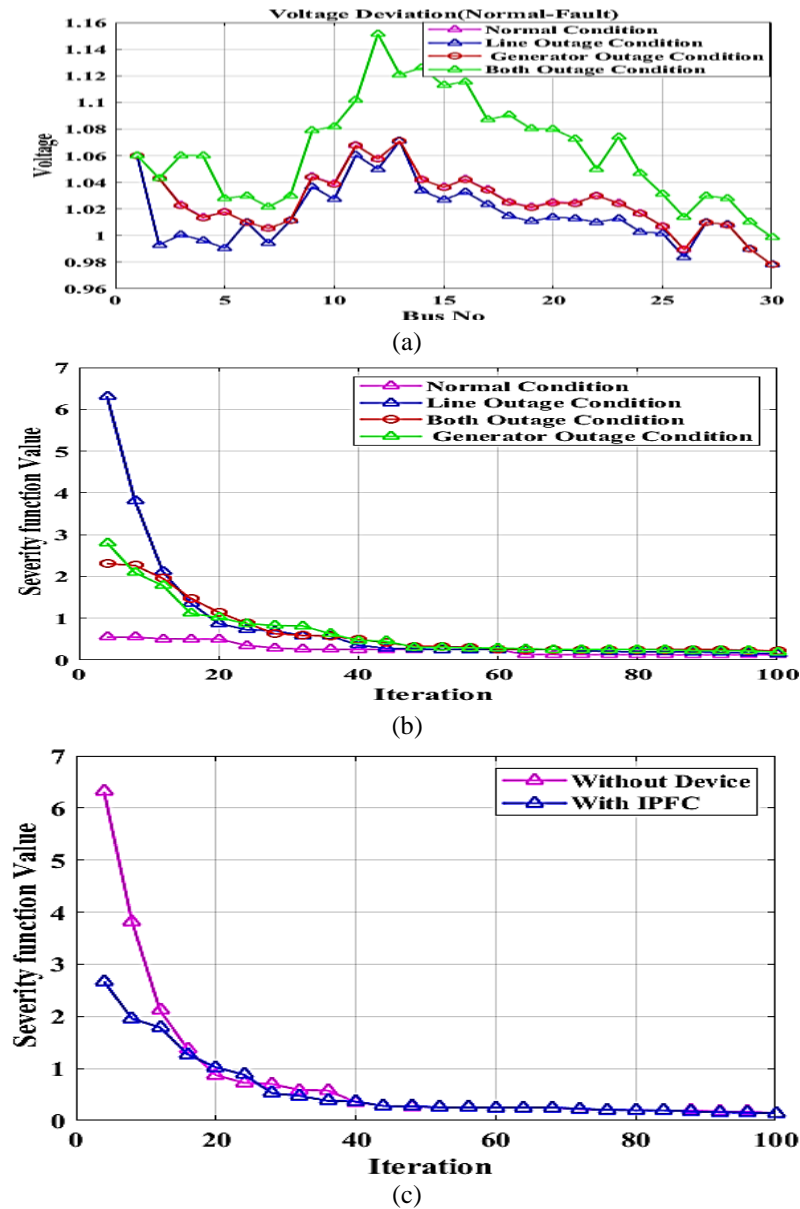 Voltage Deviation(Normal-Fault)
1.16
1.14
1.12
1.1
1.08
1.06
1.04
1.02
1
0.98
0.96
Voltage
Normal Condition
Line Outage Condition
Generator Outage Condition
Both Outage Condition
0 5 10 15 20 25 30
Bus No
(a)
7
6
5
4
3
2
1
0
Severity function Value
Normal Condition
Line Outage Condition
Both Outage Condition
Generator Outage Condition
0 20 40 60 80 100
Iteration
(b)
7
6
5
4
3
2
1
0
Severity function Value
Without Device
With IPFC
0 20 40 60 80 100
Iteration
(c)